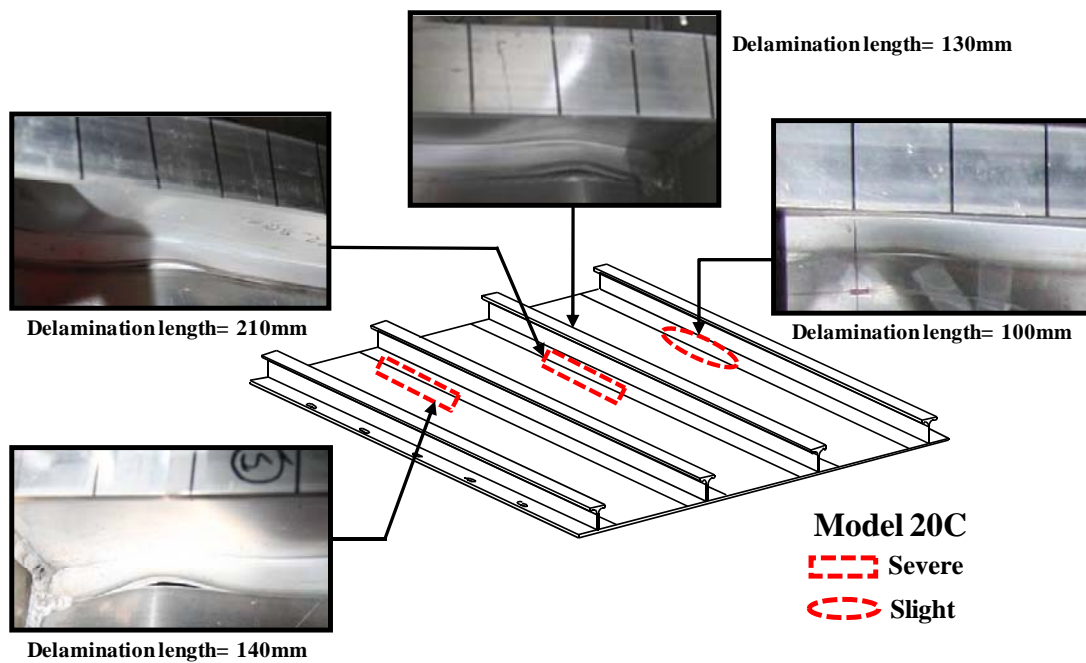 Delamination length= 130mm
Delamination length= 210mm
Delamination length= 100mm
Delamination length= 140mm
Model 20C
Severe
Slight